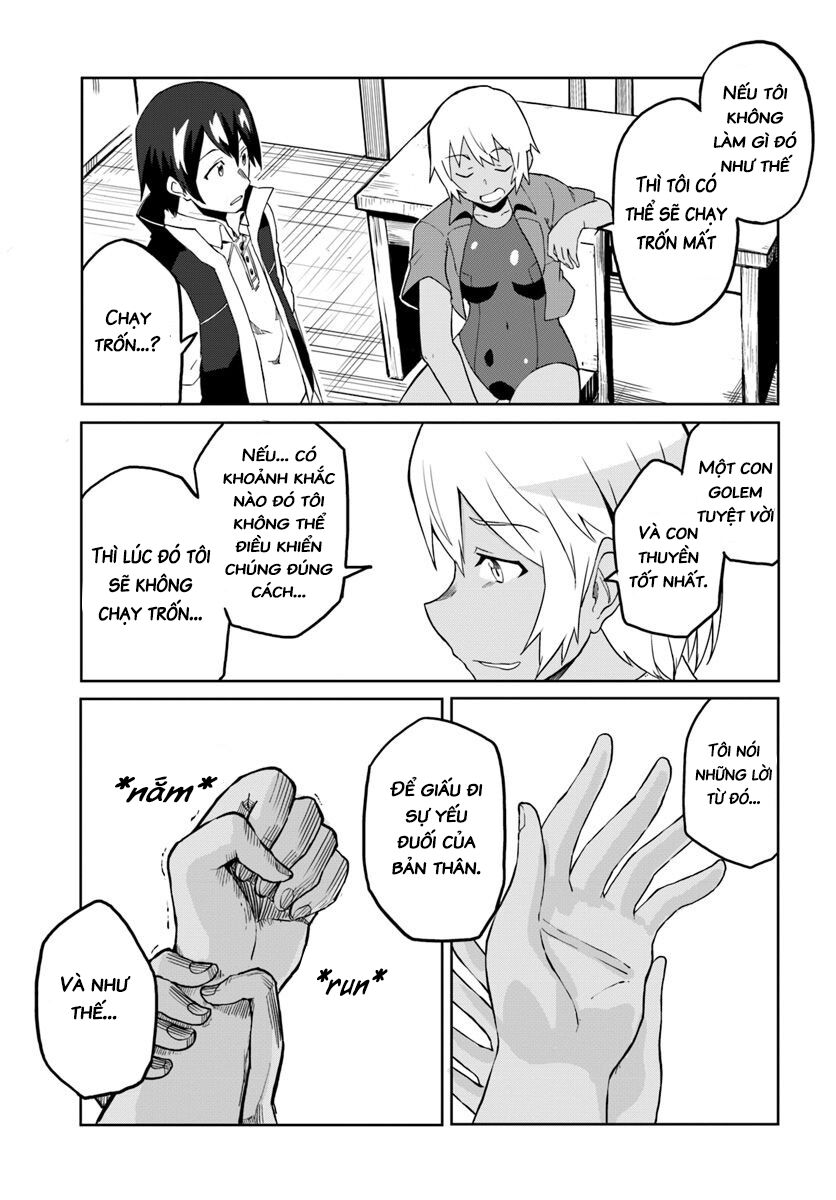 NẾU TÔI
KHÔNG
LÀM GÌ ĐÓ
NHƯ THẾ
THÌ TÔI CÓ
THỂ SẼ CHẠY
TRỐN MẤT
CHẠY
TRỐN...?
MỘT CON
GOLEM
TUYỆT VỜI
VÀ CON
THUYỀN
TỐT NHẤT.
NẾU... CÓ
KHOẢNH KHẮC
NÀO ĐÓ TÔI
KHÔNG THỂ
ĐIỀU KHIỂN
CHÚNG ĐÚNG
CÁCH...
THÌ LÚC ĐÓ TÔI
SẼ KHÔNG
CHẠY TRỐN...
TÔI NÓI
NHỮNG LỜI
TỪ ĐÓ...
ĐỂ GIẤU ĐI
SỰ YẾU
ĐUỐI CỦA
BẢN THÂN.
*nắm*
*run*
VÀ NHƯ
THẾ...